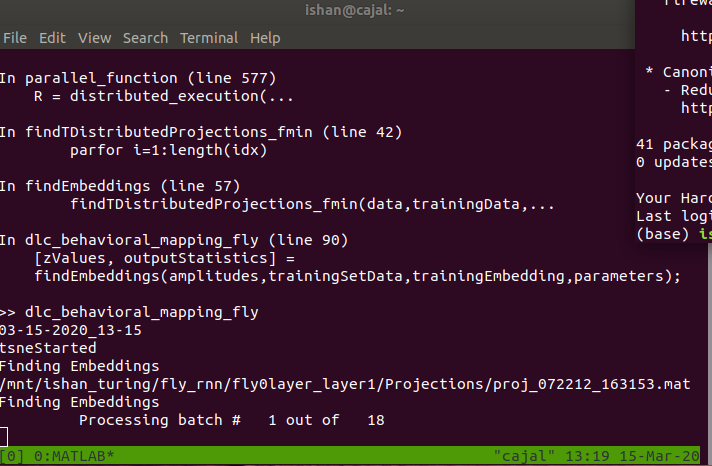 ishan@cajal: ~
File Edit View Search Terminal Help
In parallel_function (line 577)
R = distributed_execution(...
In findTDistributedProjections_fmin (line 42)
parfor i=1:length(idx)
In findEmbeddings (line 57)
findTDistributedProjections_fmin(data,trainingData,...
In dlc_behavioral_mapping_fly (line 90)
[zValues, outputStatistics] =
findEmbeddings(amplitudes,trainingSetData,trainingEmbedding,parameters);
>> dlc_behavioral_mapping_fly
03-15-2020_13-15
tsneStarted
Finding Embeddings
/mnt/ishan_turing/fly_rnn/fly0layer_layer1/Projections/proj_072212_163153.mat
Finding Embeddings
Processing batch # 1 out of 18
[0] 0:MATLAB* "cajal" 13:19 15-Mar-20
http
* Canoni
- Redu
http
41 packag
0 updates
Your Hard
Last logi
(base) is